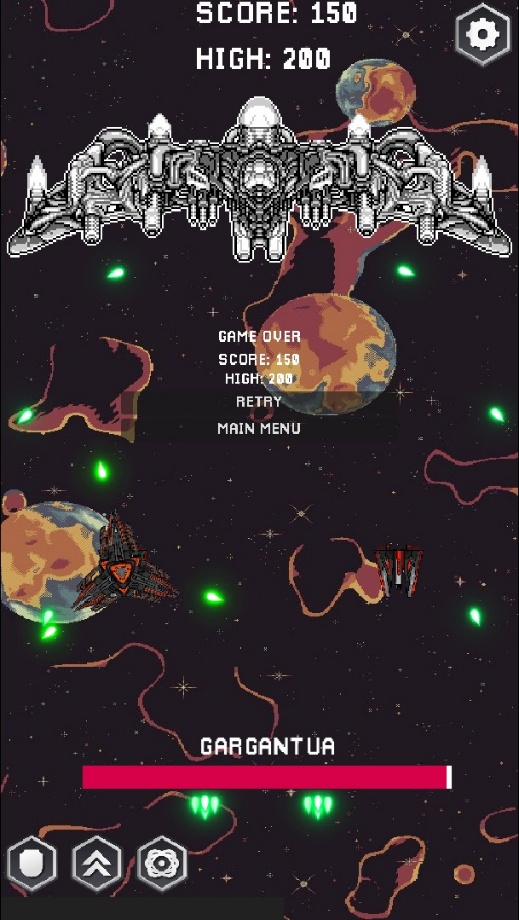 SCORE: 150
HIGH: 200
GAME OVER
SCORE: 150
HIGH: 200
RETRY
MAIN MENU
GARGANTUA